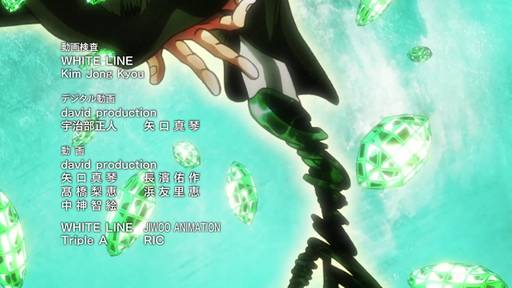 動画検査
WHITE LINE
Kim Jong Kyou
デジタル動画
david production
宇治部正人 矢口真琴
動画
david production
矢口真琴 長濵佑作
髙橋梨恵 浜友里恵
中神智絵
WHITE LINE JIWOO ANIMATION
Triple A RIC